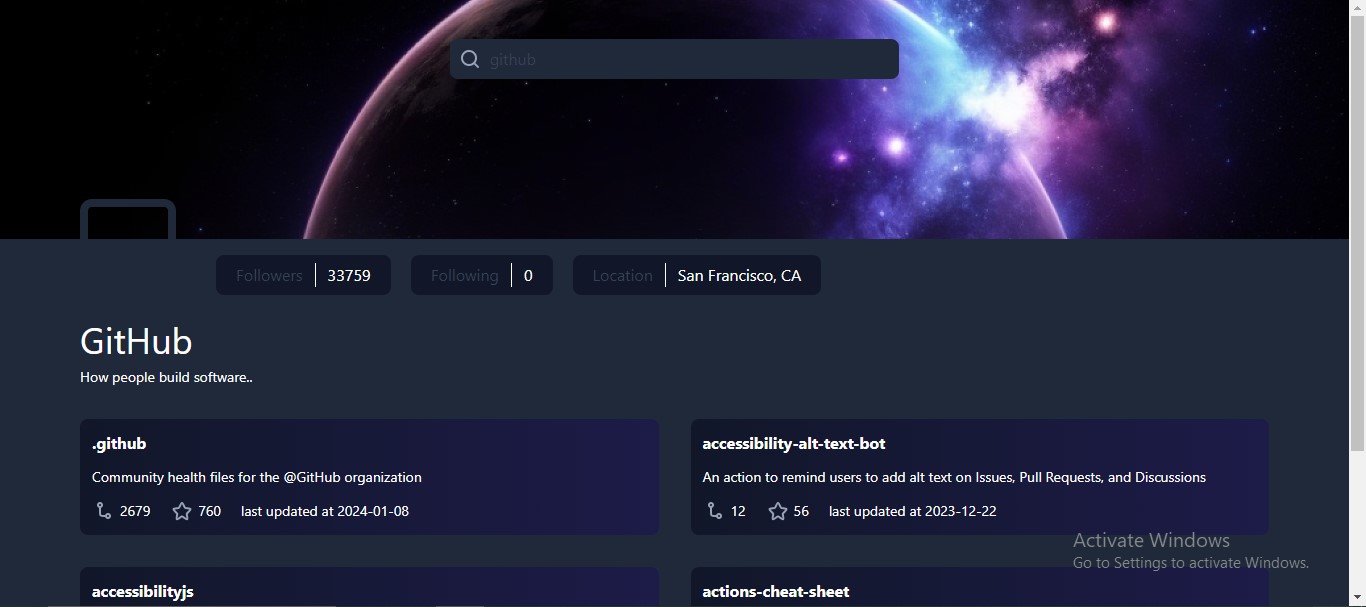 github
Followers 33759 Following 0 Location San Francisco, CA
GitHub
How people build software..
.github
Community health files for the @GitHub organization
2679 760 last updated at 2024-01-08
accessibility-alt-text-bot
An action to remind users to add alt text on Issues, Pull Requests, and Discussions
12 56 last updated at 2023-12-22
Activate Windows
Go to Settings to activate Windows.
accessibilityjs
actions-cheat-sheet